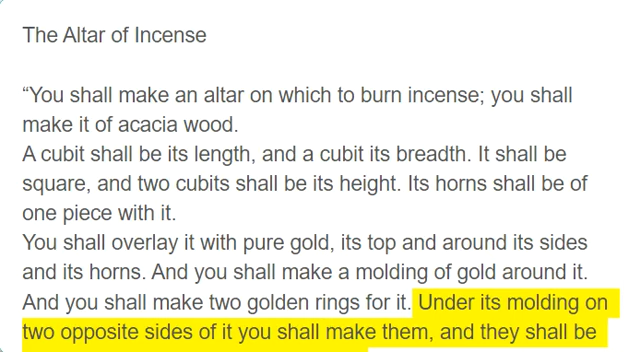 The Altar of Incense
“You shall make an altar on which to burn incense; you shall
make it of acacia wood.
A cubit shall be its length, and a cubit its breadth. It shall be
square, and two cubits shall be its height. Its horns shall be of
one piece with it.
You shall overlay it with pure gold, its top and around its sides
and its horns. And you shall make a molding of gold around it.
And you shall make two golden rings for it. Under its molding on
two opposite sides of it you shall make them, and they shall be